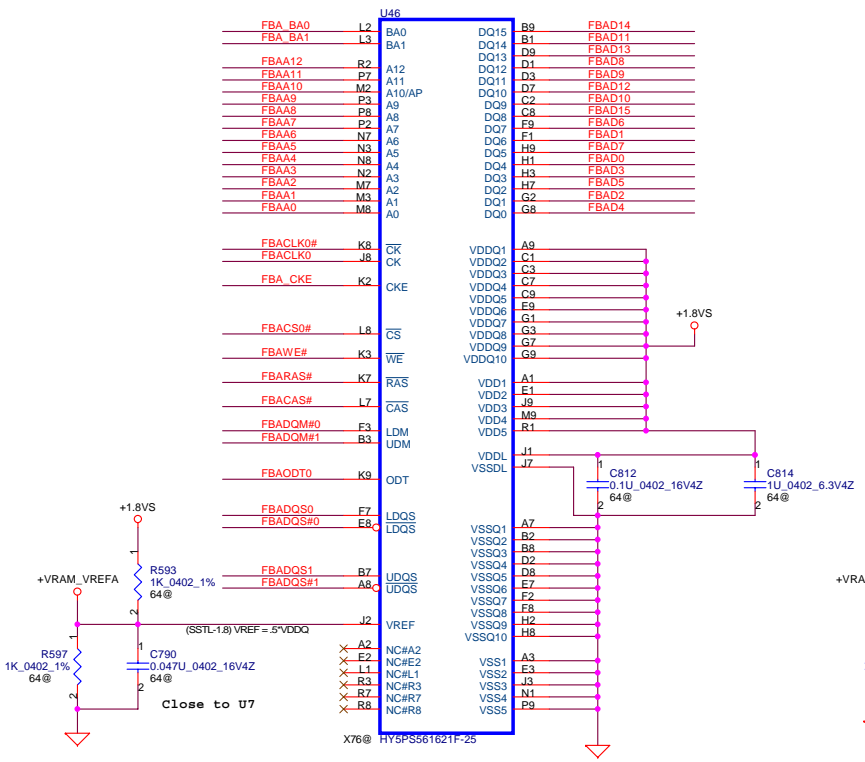 U46
FBA_BA0 L2 BA0 DQ15 B9 FBAD14
FBA_BA1 L3 BA1 DQ14 B1 FBAD11
DQ13 D9 FBAD13
FBAA12 R2 A12 DQ12 D1 FBAD8
FBAA11 P7 A11 DQ11 D3 FBAD9
FBAA10 M2 A10/AP DQ10 D7 FBAD12
FBAA9 P3 A9 DQ9 C2 FBAD10
FBAA8 P8 A8 DQ8 C8 FBAD15
FBAA7 P2 A7 DQ7 F9 FBAD6
FBAA6 N7 A6 DQ6 F1 FBAD1
FBAA5 N3 A5 DQ5 H9 FBAD7
FBAA4 N8 A4 DQ4 H1 FBAD0
FBAA3 N2 A3 DQ3 H3 FBAD3
FBAA2 M7 A2 DQ2 H7 FBAD5
FBAA1 M3 A1 DQ1 G2 FBAD2
FBAA0 M8 A0 DQ0 G8 FBAD4
FBACLK0# K8 CK VDDQ1 A9
FBACLK0 J8 CK VDDQ2 C1
VDDQ3 C3
FBA_CKE K2 CKE VDDQ4 C7
VDDQ5 C9
VDDQ6 E9
VDDQ7 G1
+1.8VS
FBACS0# L8 CS VDDQ8 G3
VDDQ9 G7
FBAWE# K3 WE VDDQ10 G9
FBARAS# K7 RAS VDD1 A1
VDD2 E1
FBACAS# L7 CAS VDD3 J9
VDD4 M9
FBADQM#0 F3 LDM VDD5 R1
FBADQM#1 B3 UDM
VDDL J1
VSSDL J7
1 1
FBAODT0 K9 ODT
C812 C814
0.1U_0402_16V4Z 1U_0402_6.3V4Z
64@ 64@
2 2
+1.8VS
FBADQS0 F7 LDQS
FBADQS#0 E8 LDQS VSSQ1 A7
VSSQ2 B2
VSSQ3 B8
1
VSSQ4 D2
R593
1K_0402_1%
64@
2
+VRAM_VREFA
FBADQS1 B7 UDQS VSSQ5 D8
FBADQS#1 A8 UDQS VSSQ6 E7
+VRA
VSSQ7 F2
VSSQ8 F8
J2 VREF VSSQ9 H2
(SSTL-1.8) VREF = .5*VDDQ
VSSQ10 H8
1 1
A2 NC#A2
E2 NC#E2 VSS1 A3
L1 NC#L1 VSS2 E3
R3 NC#R3 VSS3 J3
R7 NC#R7 VSS4 N1
R8 NC#R8 VSS5 P9
R597
1K_0402_1%
64@
2
C790
0.047U_0402_16V4Z
64@
2
Close to U7
X76@ HY5PS561621F-25